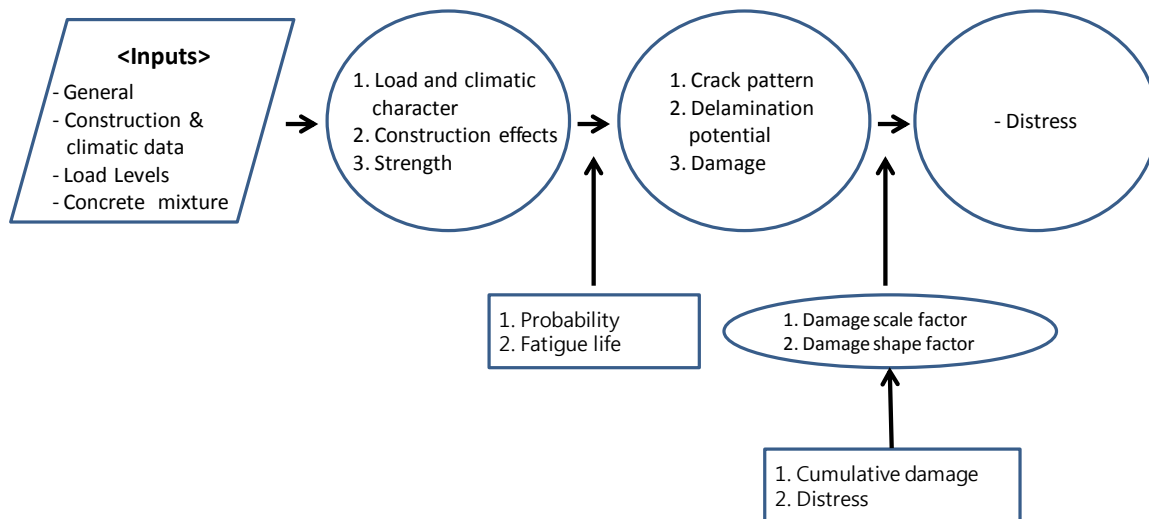 <Inputs>
- General
- Construction &
climatic data
- Load Levels
- Concrete mixture
1. Load and climatic
character
2. Construction effects
3. Strength
1. Crack pattern
2. Delamination
potential
3. Damage
- Distress
1. Probability
2. Fatigue life
1. Damage scale factor
2. Damage shape factor
1. Cumulative damage
2. Distress